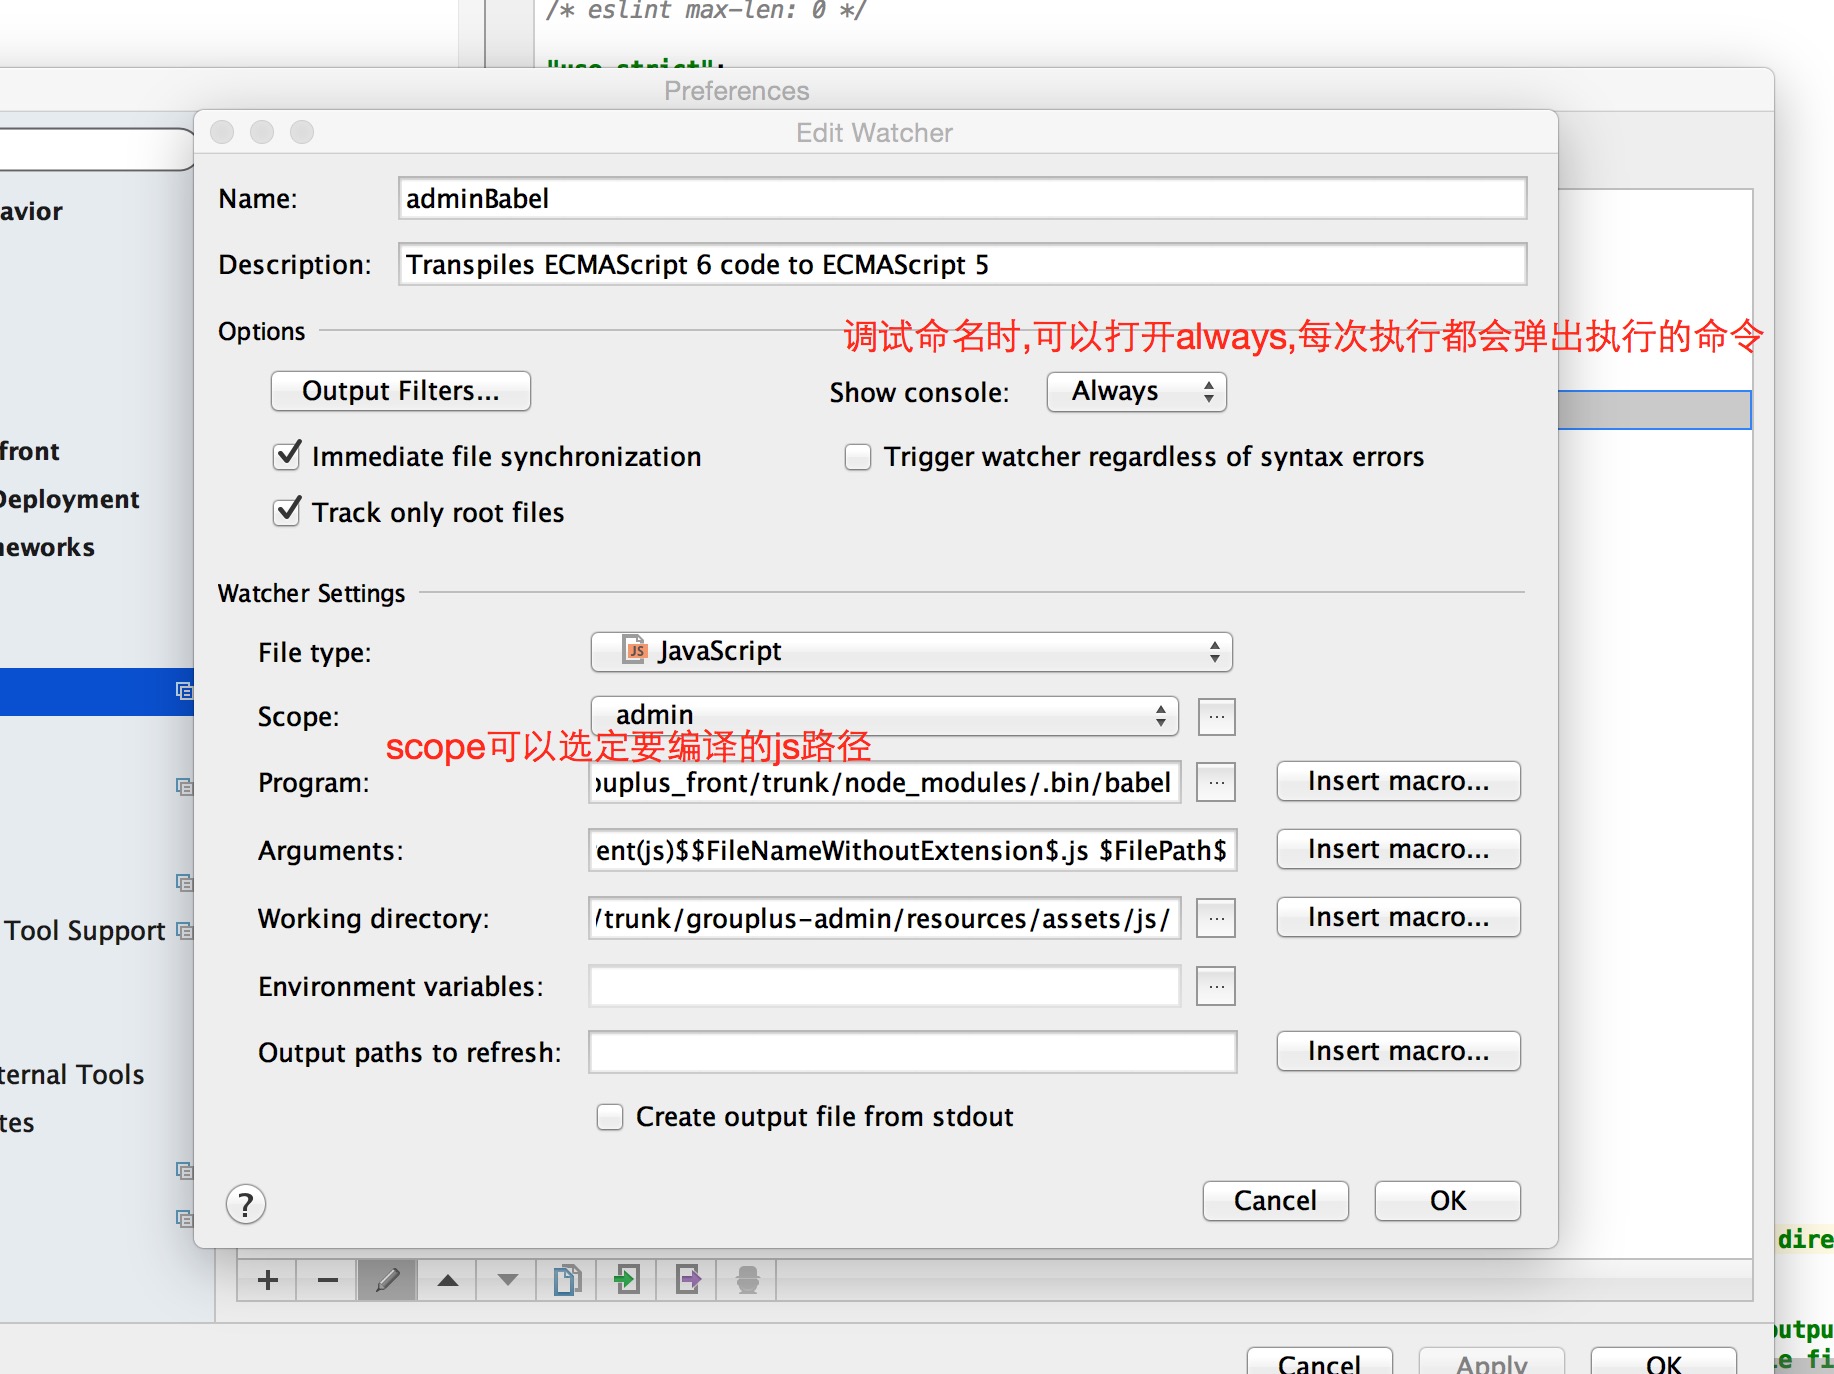 /* eslint max-len: 0 */
"use strict";
Preferences
Edit Watcher
Name: adminBabel
avior
Description: Transpiles ECMAScript 6 code to ECMAScript 5
Options
调试命名时,可以打开always,每次执行都会弹出执行的命令
Output Filters... Show console: Always
front
Immediate file synchronization Trigger watcher regardless of syntax errors
Deployment
Track only root files
neworks
Watcher Settings
File type: JavaScript
Scope: admin ...
scope可以选定要编译的js路径
Program: ouplus_front/trunk/node_modules/.bin/babel ... Insert macro...
Arguments: ent(js)$$FileNameWithoutExtension$.js $FilePath$ Insert macro...
Working directory: /trunk/grouplus-admin/resources/assets/js/ ... Insert macro...
Tool Support
Environment variables: ...
Output paths to refresh: Insert macro...
ternal Tools
Create output file from stdout
tes
? Cancel OK
dire
outpu
le fi
Cancel Apply OK